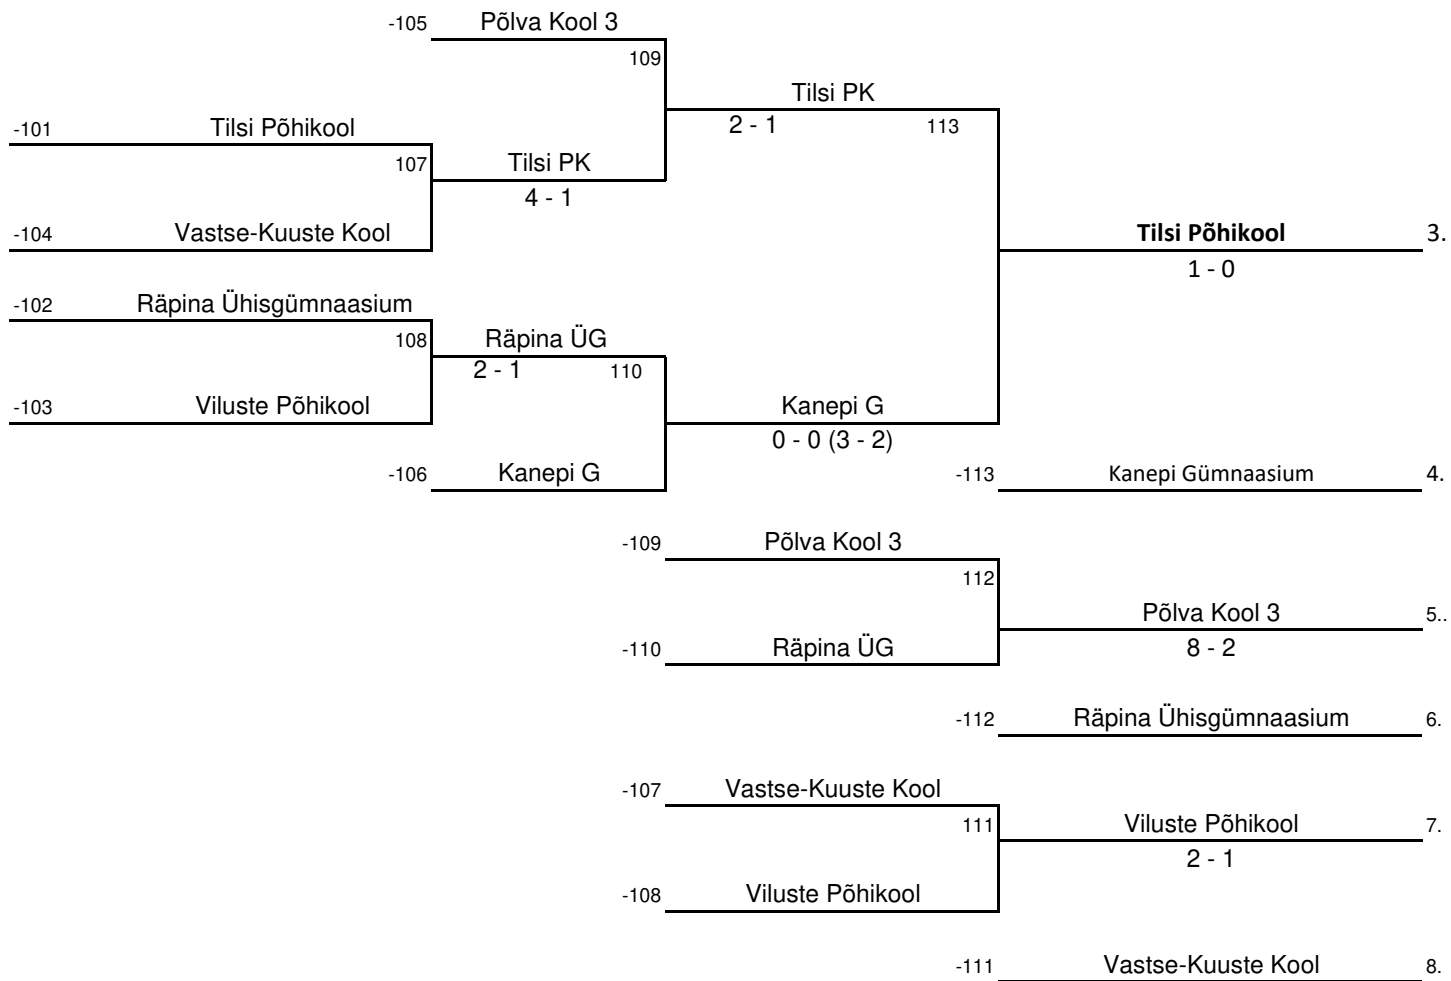 -105 Põlva Kool 3
109
Tilsi PK
-101 Tilsi Põhikool 2 - 1 113
107 Tilsi PK
4 - 1
-104 Vastse-Kuuste Kool Tilsi Põhikool 3.
1 - 0
-102 Räpina Ühisgümnaasium
108 Räpina ÜG
2 - 1 110
-103 Viluste Põhikool Kanepi G
0 - 0 (3 - 2)
-106 Kanepi G -113 Kanepi Gümnaasium 4.
-109 Põlva Kool 3
112
Põlva Kool 3 5..
-110 Räpina ÜG 8 - 2
-112 Räpina Ühisgümnaasium 6.
-107 Vastse-Kuuste Kool
111 Viluste Põhikool 7.
2 - 1
-108 Viluste Põhikool
-111 Vastse-Kuuste Kool 8.